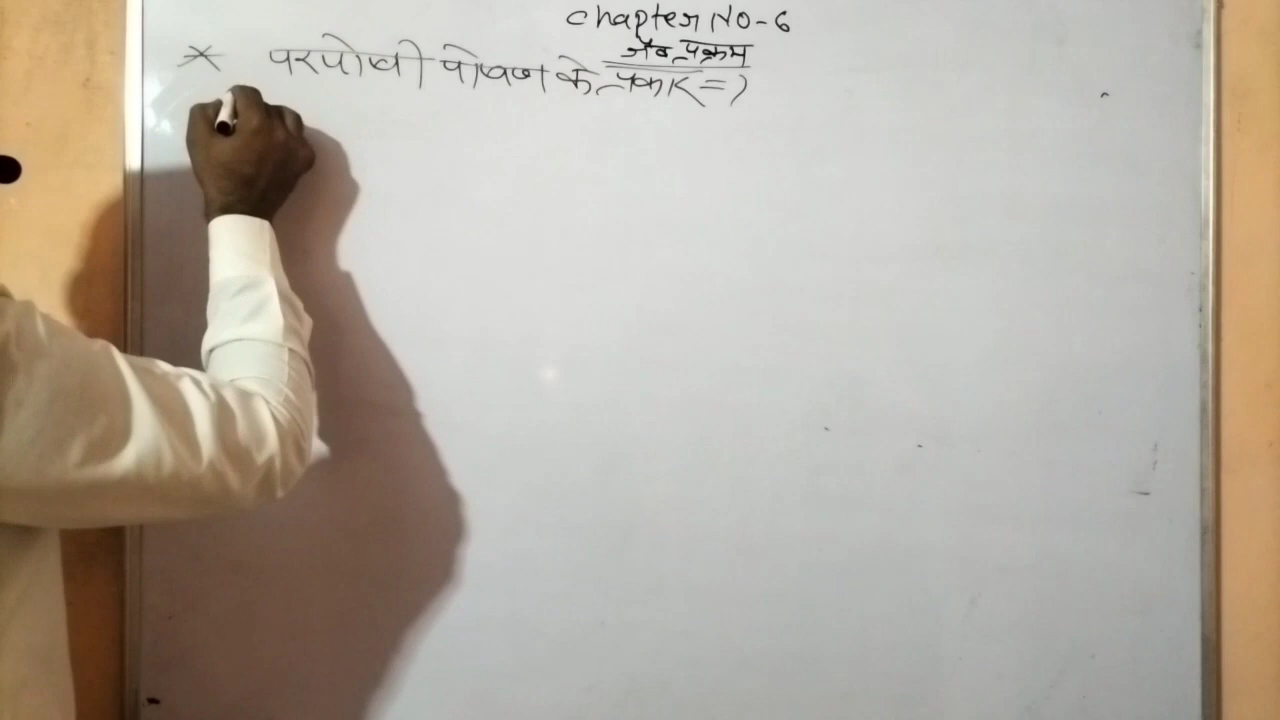 Chapter No-6
जैव प्रक्रम
* परपोषी पोषण के प्रकार =>